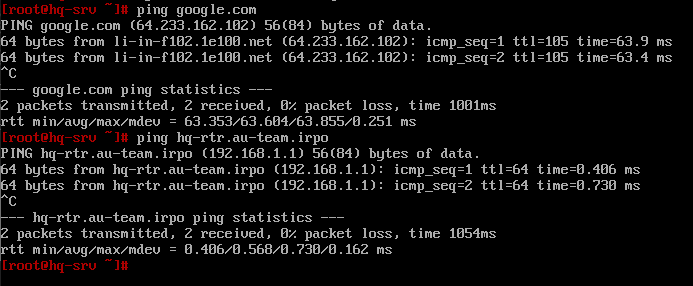 [root@hq-srv ~]# ping google.com
PING google.com (64.233.162.102) 56(84) bytes of data.
64 bytes from li-in-f102.1e100.net (64.233.162.102): icmp_seq=1 ttl=105 time=63.9 ms
64 bytes from li-in-f102.1e100.net (64.233.162.102): icmp_seq=2 ttl=105 time=63.4 ms
^C
--- google.com ping statistics ---
2 packets transmitted, 2 received, 0% packet loss, time 1001ms
rtt min/avg/max/mdev = 63.353/63.604/63.855/0.251 ms
[root@hq-srv ~]# ping hq-rtr.au-team.irpo
PING hq-rtr.au-team.irpo (192.168.1.1) 56(84) bytes of data.
64 bytes from hq-rtr.au-team.irpo (192.168.1.1): icmp_seq=1 ttl=64 time=0.406 ms
64 bytes from hq-rtr.au-team.irpo (192.168.1.1): icmp_seq=2 ttl=64 time=0.730 ms
^C
--- hq-rtr.au-team.irpo ping statistics ---
2 packets transmitted, 2 received, 0% packet loss, time 1054ms
rtt min/avg/max/mdev = 0.406/0.568/0.730/0.162 ms
[root@hq-srv ~]#